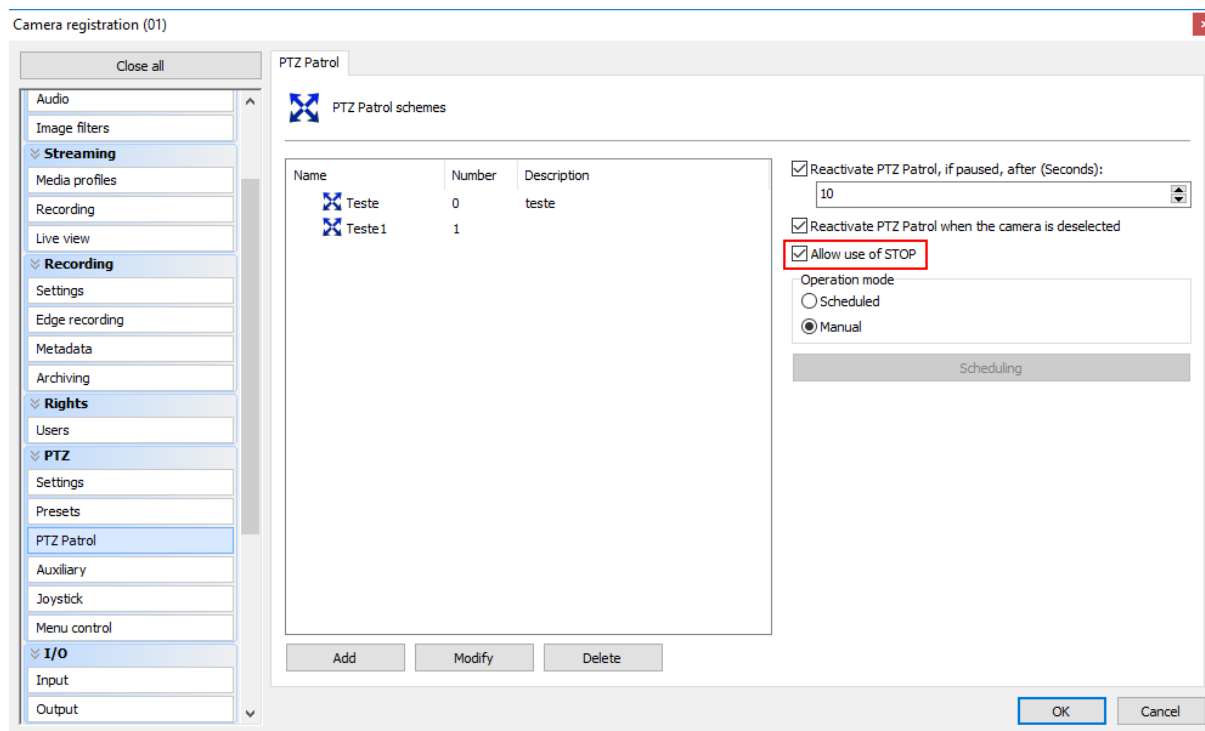 Camera registration (01)
Close all
Audio
Image filters
Streaming
Media profiles
Recording
Live view
Recording
Settings
Edge recording
Metadata
Archiving
Rights
Users
PTZ
Settings
Presets
PTZ Patrol
Auxiliary
Joystick
Menu control
I/O
Input
Output
PTZ Patrol
PTZ Patrol schemes
Name Number Description
Teste 0 teste
Teste1 1
Add Modify Delete
Reactivate PTZ Patrol, if paused, after (Seconds):
10
Reactivate PTZ Patrol when the camera is deselected
Allow use of STOP
Operation mode
Scheduled
Manual
Scheduling
OK Cancel